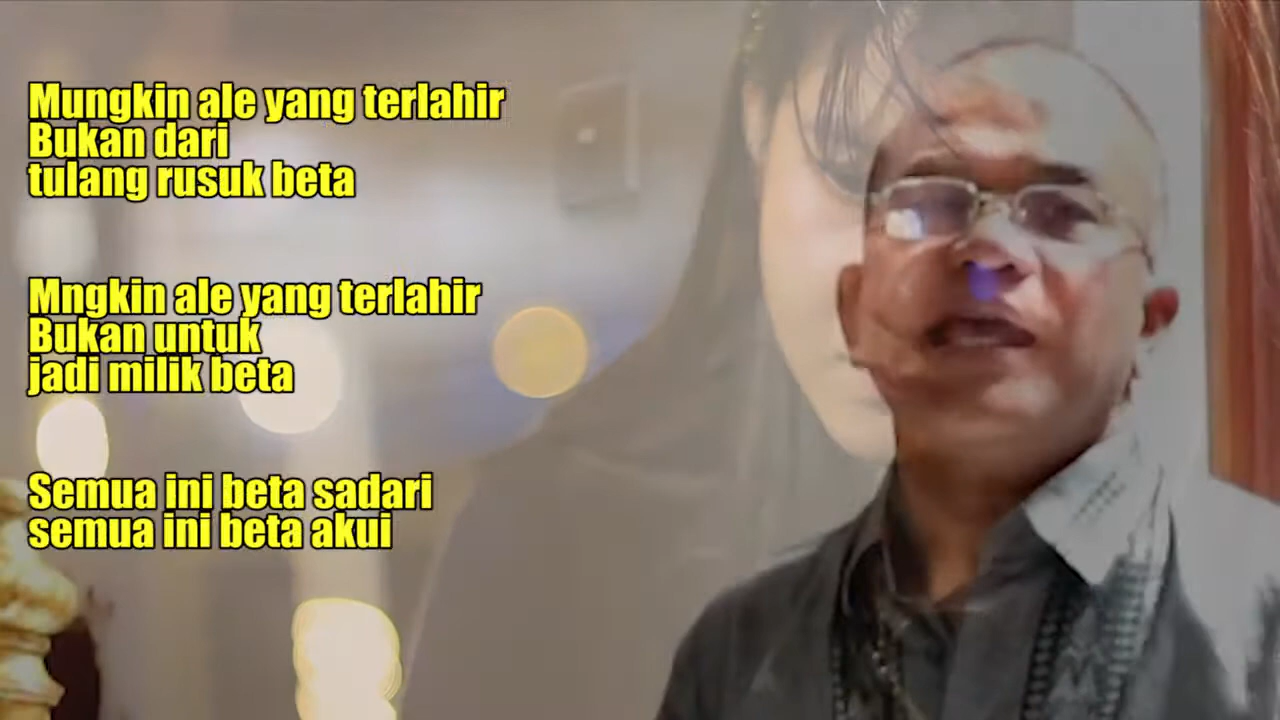 Mungkin ale yang terlahir
Bukan dari
tulang rusuk beta
Mngkin ale yang terlahir
Bukan untuk
jadi milik beta
Semua ini beta sadari
semua ini beta akui